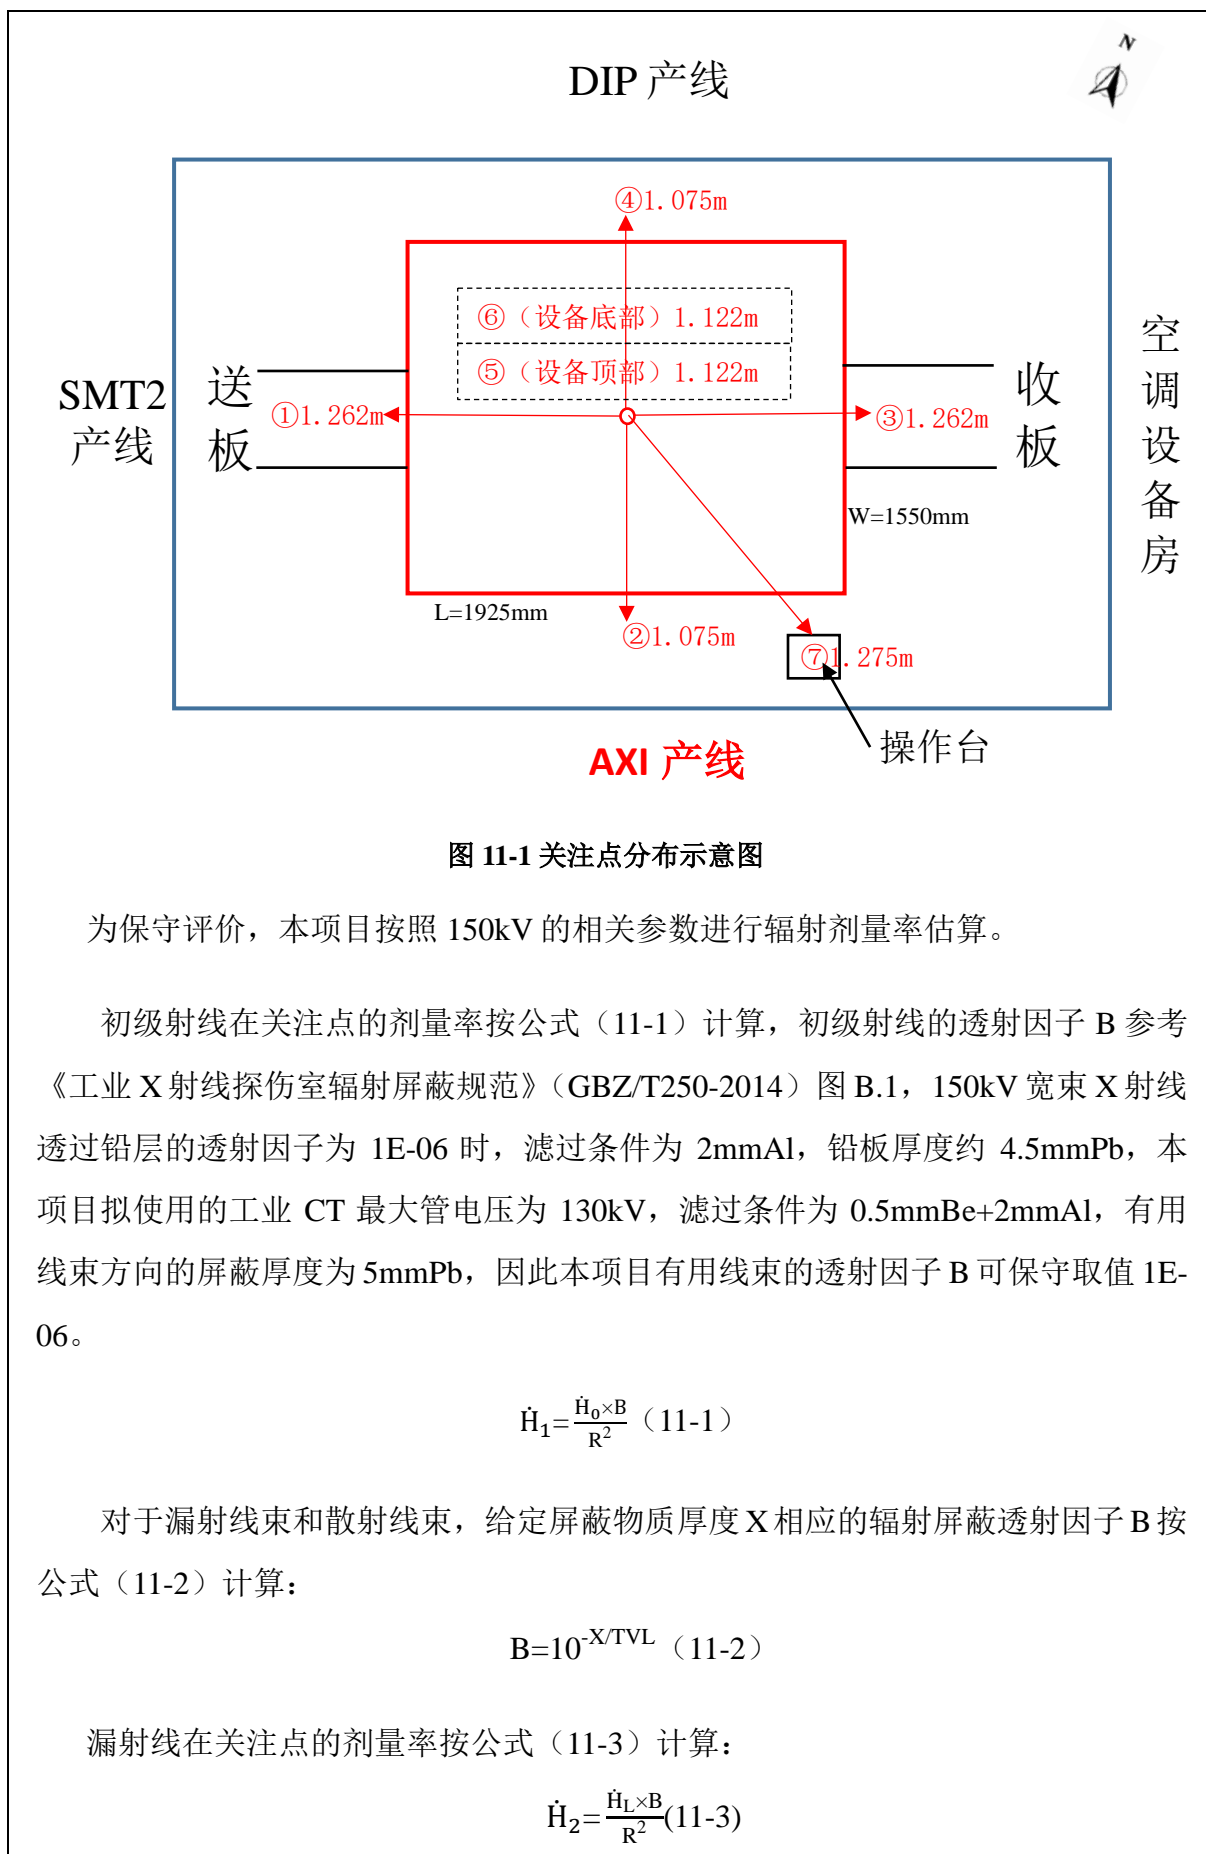 N
DIP 产线
④1.075m
⑥（设备底部）1.122m
⑤（设备顶部）1.122m
SMT2
产线
送
板
①1.262m
③1.262m
收
板
空
调
设
备
房
W=1550mm
L=1925mm
②1.075m
⑦1.275m
操作台
AXI 产线
图 11-1 关注点分布示意图
为保守评价，本项目按照 150kV 的相关参数进行辐射剂量率估算。
初级射线在关注点的剂量率按公式（11-1）计算，初级射线的透射因子 B 参考
《工业 X 射线探伤室辐射屏蔽规范》（GBZ/T250-2014）图 B.1，150kV 宽束 X 射线
透过铅层的透射因子为 1E-06 时，滤过条件为 2mmAl，铅板厚度约 4.5mmPb，本
项目拟使用的工业 CT 最大管电压为 130kV，滤过条件为 0.5mmBe+2mmAl，有用
线束方向的屏蔽厚度为 5mmPb，因此本项目有用线束的透射因子 B 可保守取值 1E-
06。
Ḣ₁=Ḣ₀×B/R²（11-1）
对于漏射线束和散射线束，给定屏蔽物质厚度 X 相应的辐射屏蔽透射因子 B 按
公式（11-2）计算：
B=10^-X/TVL（11-2）
漏射线在关注点的剂量率按公式（11-3）计算：
Ḣ₂=Ḣ_L×B/R²(11-3)